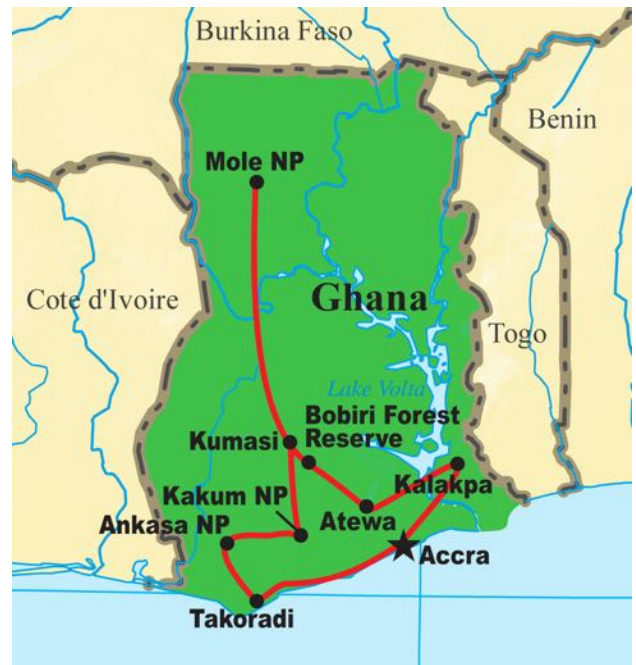 Burkina Faso
Benin
Mole NP
Cote d'Ivoire
Ghana
Togo
Lake Volta
Bobiri Forest
Reserve
Kumasi
Kakum NP
Kalakpa
Ankasa NP
Atewa
Accra
Takoradi